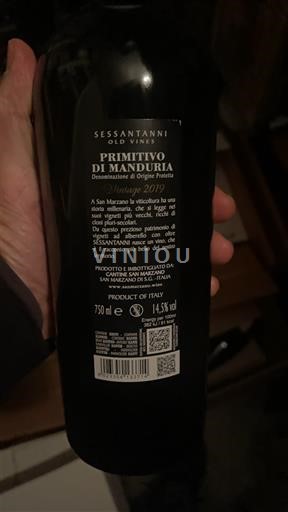 SESSANTANNI
OLD VINES
PRIMITIVO
DI MANDURIA
Denominazione di Origine Protetta
Vintage 2019
A San Marzano la viticoltura ha una
storia millenaria, che si legge nei
suoi vigneti più vecchi, ricchi di
cloni pluri-secolari.
Da questo prezioso patrimonio di
vigneti ad alberello con oltre
SESSANTANNI nasce un vino, che
VINIOU
PRODOTTO E IMBOTTIGLIATO DA:
CANTINE SAN MARZANO
SAN MARZANO DI S.G. -ITALIA
www.sanmarzano.wine
PRODUCT OF ITALY
750 ml e 14,5% vol
Energy per 100ml